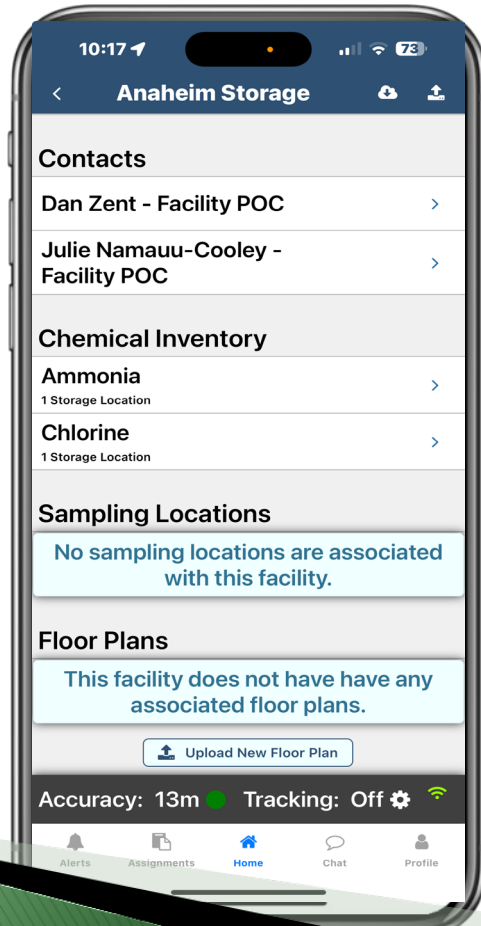 10:17
73
Anaheim Storage
Contacts
Dan Zent - Facility POC
Julie Namauu-Cooley -
Facility POC
Chemical Inventory
Ammonia
1 Storage Location
Chlorine
1 Storage Location
Sampling Locations
No sampling locations are associated
with this facility.
Floor Plans
This facility does not have have any
associated floor plans.
Upload New Floor Plan
Accuracy: 13m Tracking: Off
Alerts Assignments Home Chat Profile